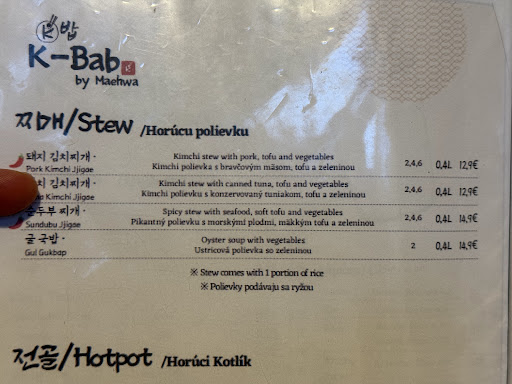 K밥
K-Bab
by Maehwa
찌개/Stew /Horúcu polievku
돼지 김치찌개 · Kimchi stew with pork, tofu and vegetables 2,4,6 0,4L 12,9€
Pork Kimchi Jjigae Kimchi polievka s bravčovým mäsom, tofu a zeleninou
김치찌개 · Kimchi stew with canned tuna, tofu and vegetables 2,4,6 0,4L 12,9€
Kimchi Jjigae Kimchi polievku s konzervovaný tuniakom, tofu a zeleninou
순두부 찌개 · Spicy stew with seafood, soft tofu and vegetables 2,4,6 0,4L 14,9€
Sundubu Jjigae Pikantný polievku s morskými plodmi, mäkkým tofu a zeleninou
굴 국밥 · Oyster soup with vegetables 2 0,4L 14,9€
Gul Gukbap Ustricová polievka so zeleninou
※ Stew comes with 1 portion of rice
※ Polievky podávaju sa ryžou
전골/Hotpot /Horúci Kotlík